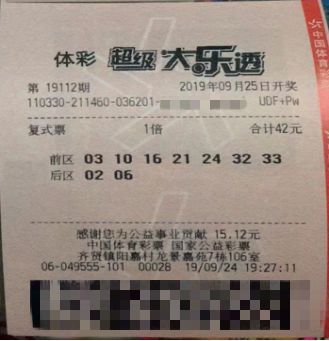 体彩 超级大乐透
第 19112期 2019年09月25日开奖
110330-211460-036201- UDF+Pw
复式票 1倍 合计42元
前区 03 10 16 21 24 32 33
后区 02 06
感谢您为公益事业贡献 15.12元
中国体育彩票 国家公益彩票
齐贤镇阳嘉村龙景嘉苑7栋106室
06-049555-101 00028 19/09/24 19:27:11
中国体育